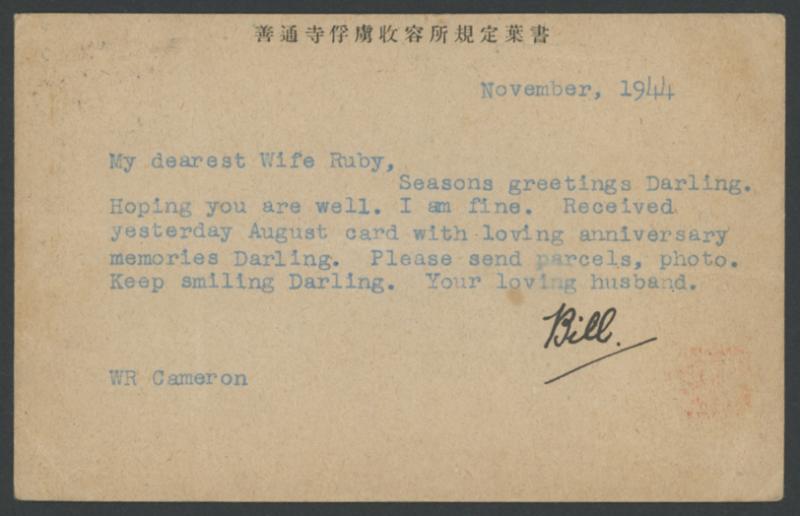 善通寺俘虜收容所規定葉書
November, 1944
My dearest Wife Ruby,
Seasons greetings Darling.
Hoping you are well. I am fine. Received
yesterday August card with loving anniversary
memories Darling. Please send parcels, photo.
Keep smiling Darling. Your loving husband.
Bill.
WR Cameron